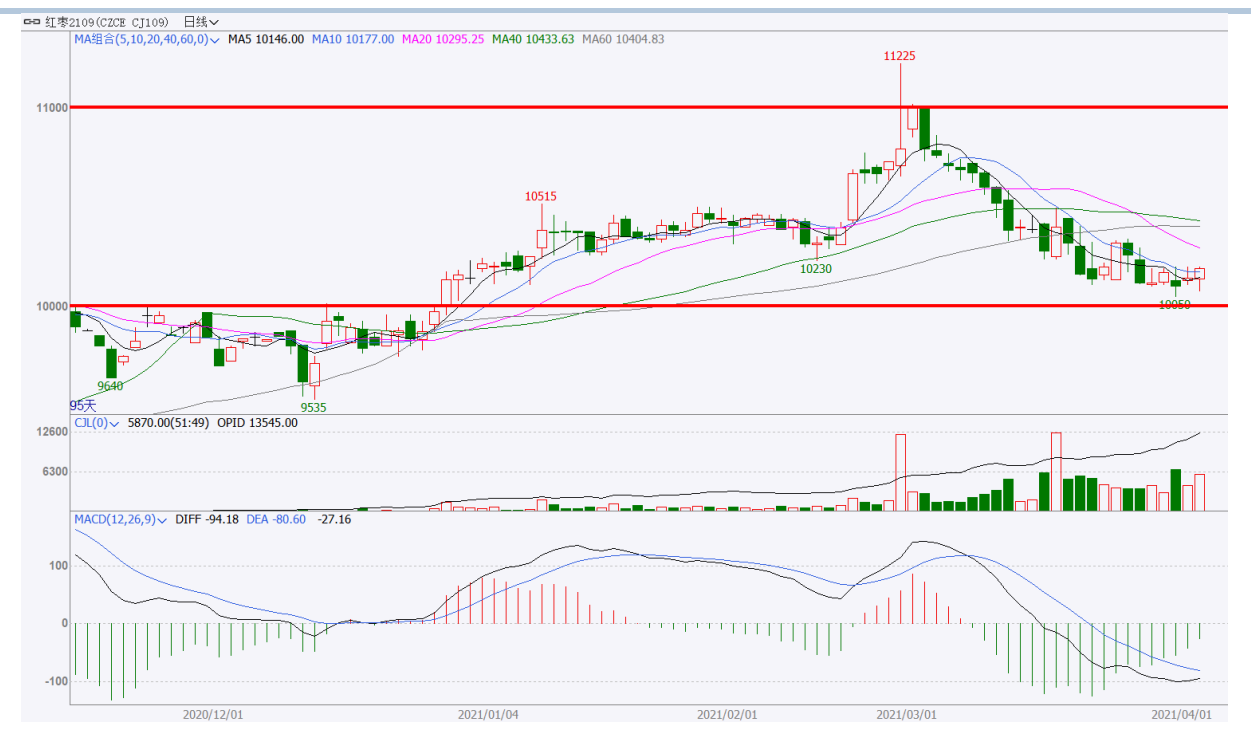 红枣2109(CZCE CJ109) 日线
MA组合(5,10,20,40,60,0) MA5 10146.00 MA10 10177.00 MA20 10295.25 MA40 10433.63 MA60 10404.83
11225
11000
10515
10230
10000
10050
9640
95天
9535
CJL(0) 5870.00(51:49) OPID 13545.00
12600
6300
MACD(12,26,9) DIFF -94.18 DEA -80.60 -27.16
100
0
-100
2020/12/01 2021/01/04 2021/02/01 2021/03/01 2021/04/01